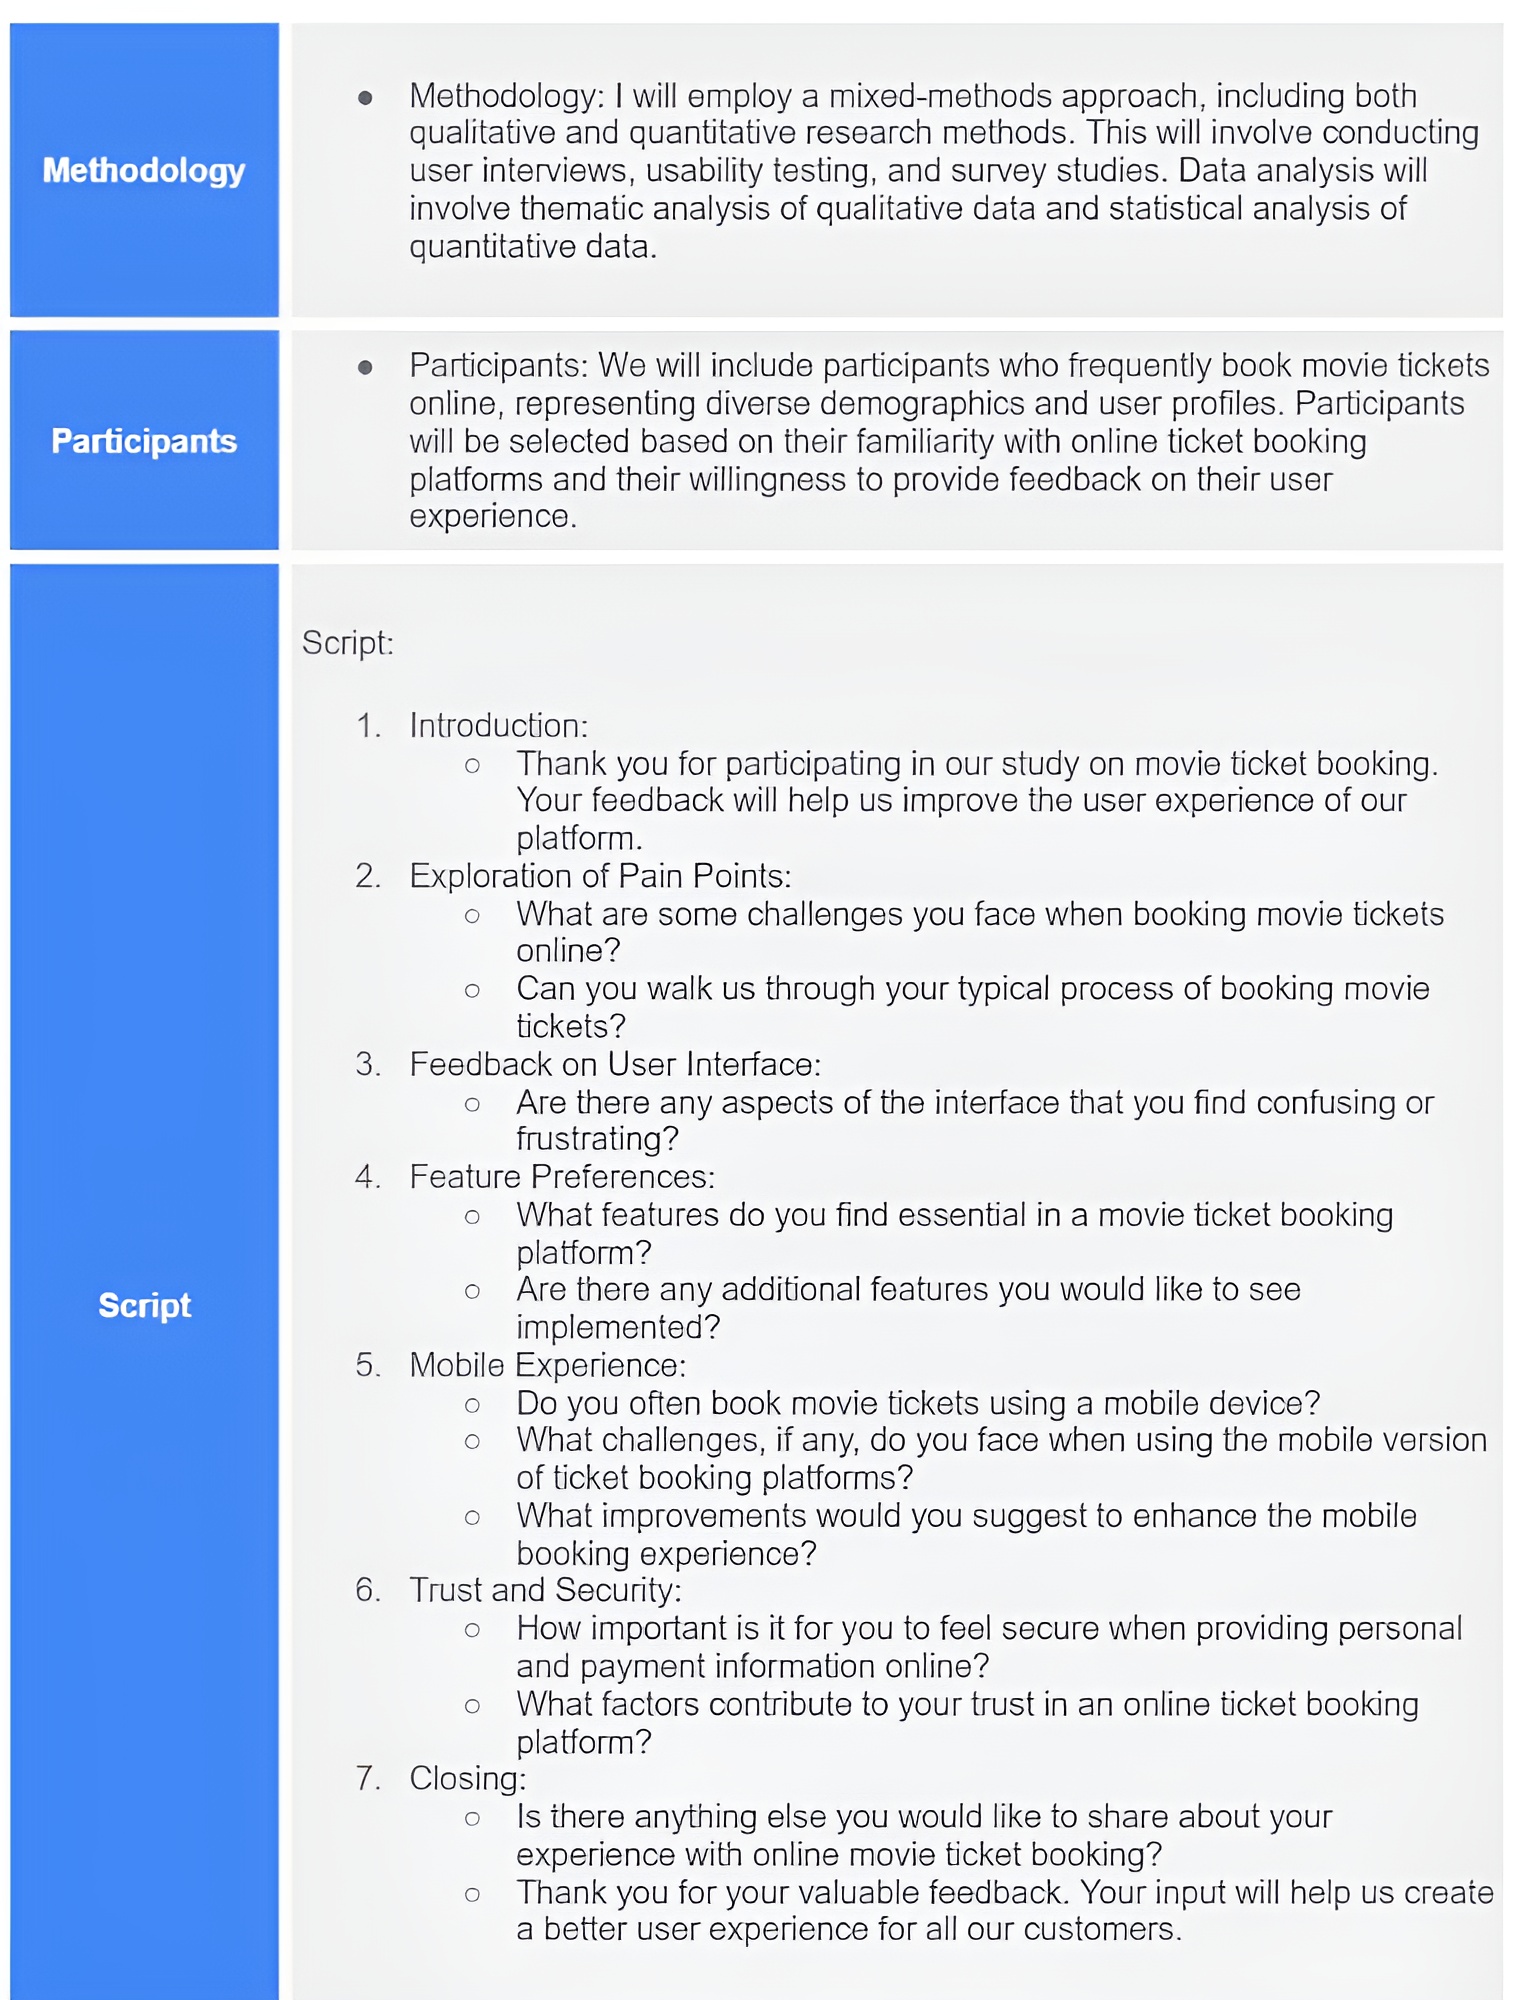 Methodology
● Methodology: I will employ a mixed-methods approach, including both
qualitative and quantitative research methods. This will involve conducting
user interviews, usability testing, and survey studies. Data analysis will
involve thematic analysis of qualitative data and statistical analysis of
quantitative data.
Participants
● Participants: We will include participants who frequently book movie tickets
online, representing diverse demographics and user profiles. Participants
will be selected based on their familiarity with online ticket booking
platforms and their willingness to provide feedback on their user
experience.
Script
Script:
1. Introduction:
○ Thank you for participating in our study on movie ticket booking.
Your feedback will help us improve the user experience of our
platform.
2. Exploration of Pain Points:
○ What are some challenges you face when booking movie tickets
online?
○ Can you walk us through your typical process of booking movie
tickets?
3. Feedback on User Interface:
○ Are there any aspects of the interface that you find confusing or
frustrating?
4. Feature Preferences:
○ What features do you find essential in a movie ticket booking
platform?
○ Are there any additional features you would like to see
implemented?
5. Mobile Experience:
○ Do you often book movie tickets using a mobile device?
○ What challenges, if any, do you face when using the mobile version
of ticket booking platforms?
○ What improvements would you suggest to enhance the mobile
booking experience?
6. Trust and Security:
○ How important is it for you to feel secure when providing personal
and payment information online?
○ What factors contribute to your trust in an online ticket booking
platform?
7. Closing:
○ Is there anything else you would like to share about your
experience with online movie ticket booking?
○ Thank you for your valuable feedback. Your input will help us create
a better user experience for all our customers.